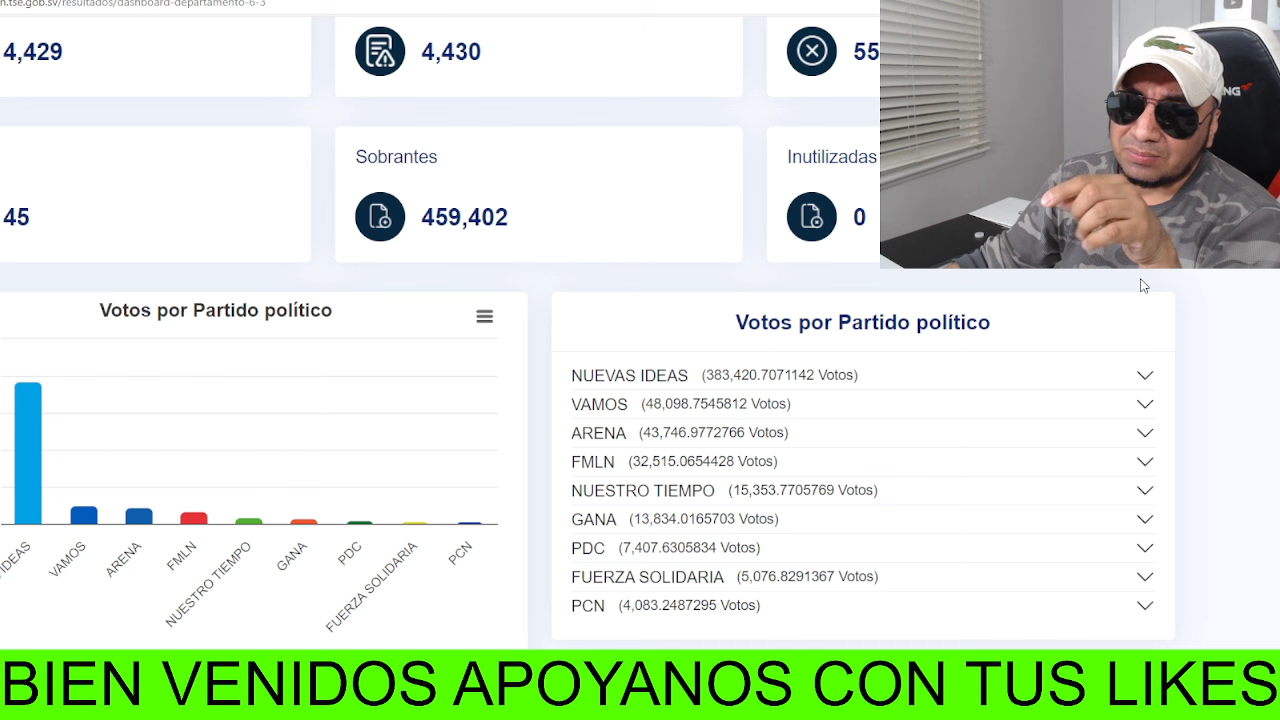 n.tse.gob.sv/resultados/dashboard-departamento-6-3
4,429
4,430
55
Sobrantes
Inutilizadas
45
459,402
0
Votos por Partido político
IDEAS
VAMOS
ARENA
FMLN
NUESTRO TIEMPO
GANA
PDC
FUERZA SOLIDARIA
PCN
Votos por Partido político
NUEVAS IDEAS (383,420.7071142 Votos)
VAMOS (48,098.7545812 Votos)
ARENA (43,746.9772766 Votos)
FMLN (32,515.0654428 Votos)
NUESTRO TIEMPO (15,353.7705769 Votos)
GANA (13,834.0165703 Votos)
PDC (7,407.6305834 Votos)
FUERZA SOLIDARIA (5,076.8291367 Votos)
PCN (4,083.2487295 Votos)
BIEN VENIDOS APOYANOS CON TUS LIKES